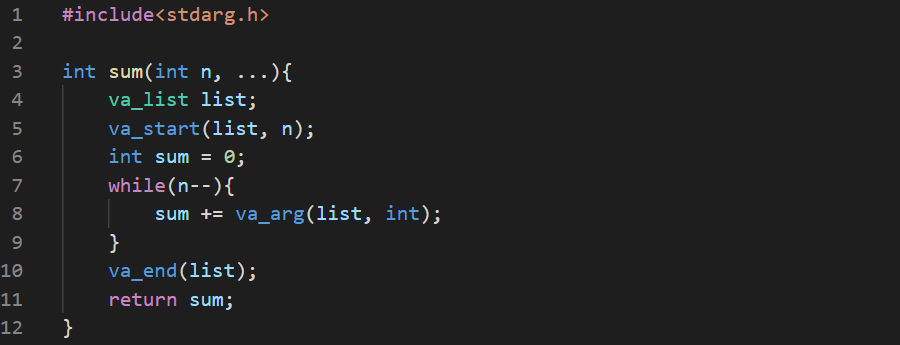 1 #include<stdarg.h>
2
3 int sum(int n, ...){
4     va_list list;
5     va_start(list, n);
6     int sum = 0;
7     while(n--){
8         sum += va_arg(list, int);
9     }
10     va_end(list);
11     return sum;
12 }